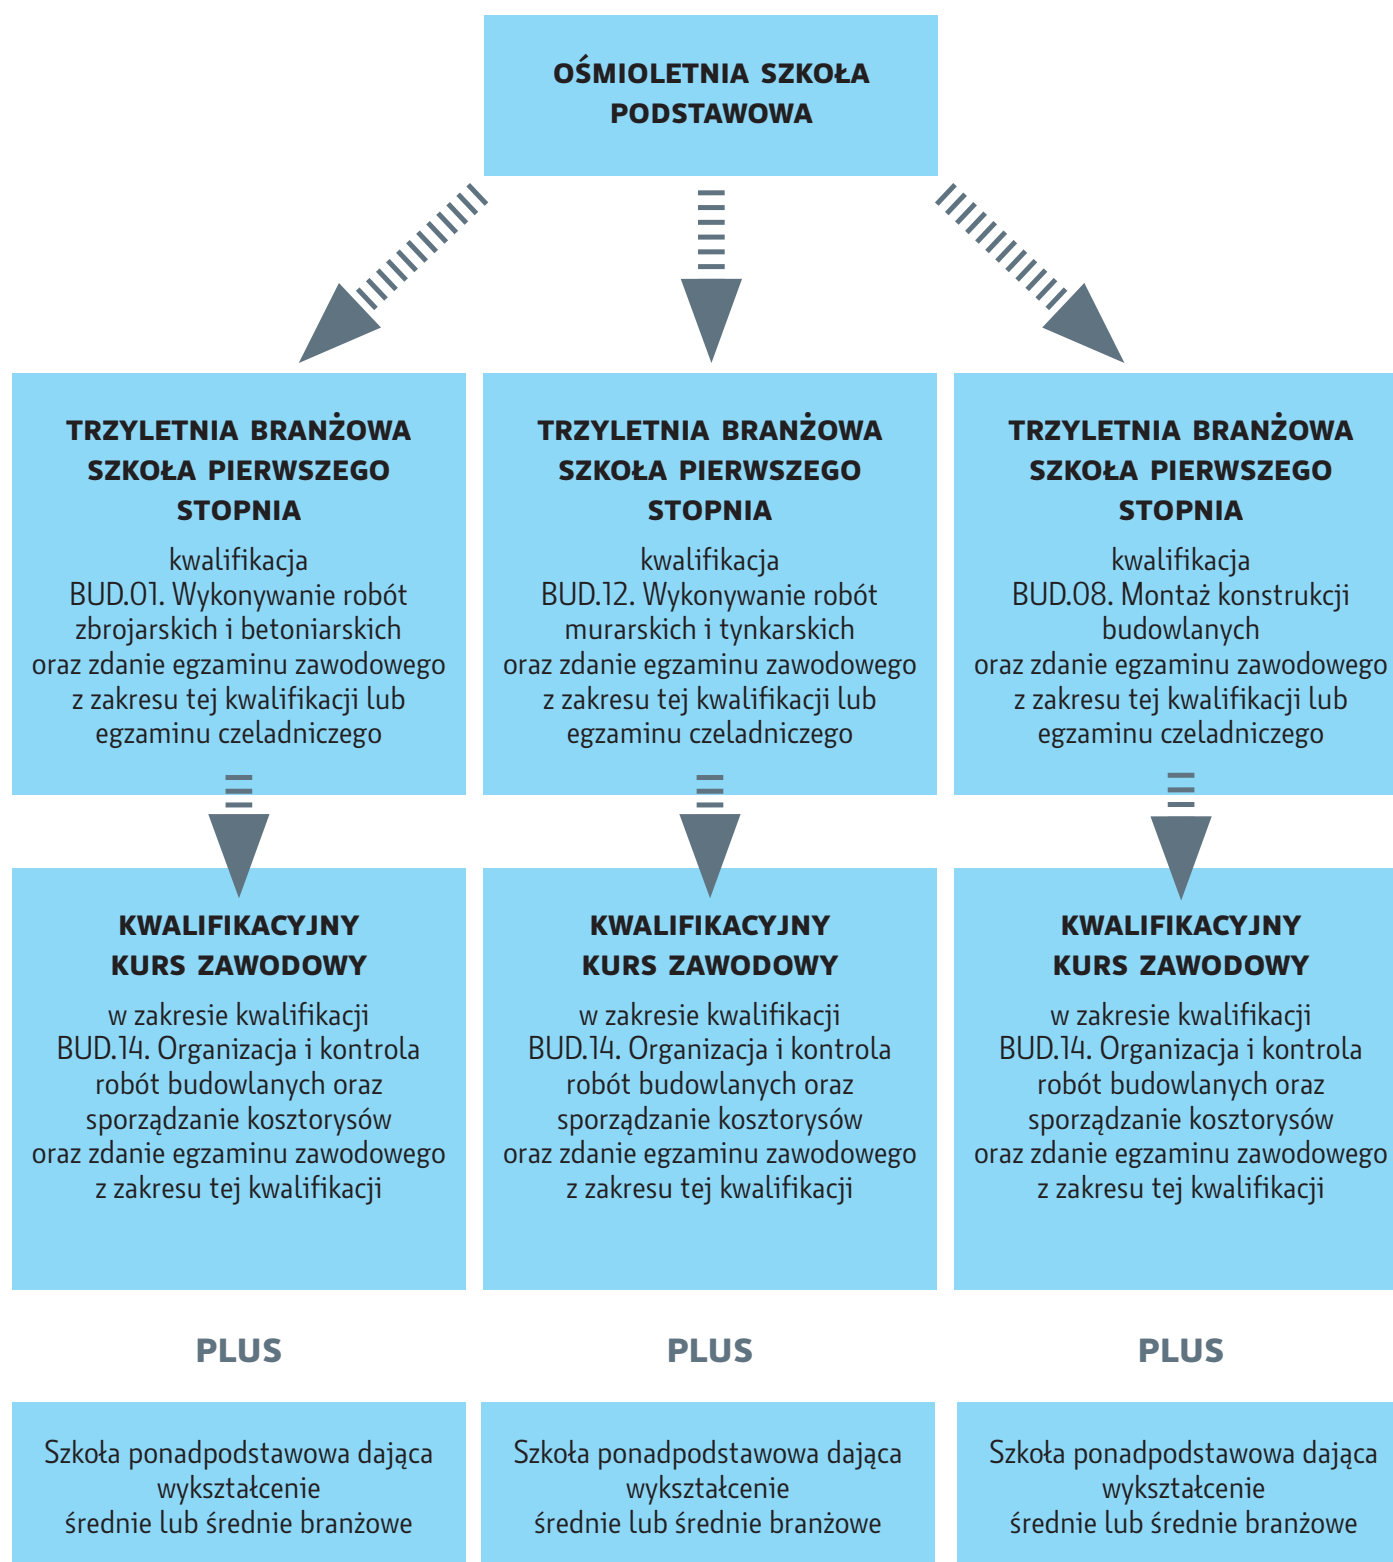 OŚMIOLETNIA SZKOŁA
PODSTAWOWA
TRZYLETNIA BRANŻOWA
SZKOŁA PIERWSZEGO
STOPNIA
kwalifikacja
BUD.01. Wykonywanie robót
zbrojarskich i betoniarskich
oraz zdanie egzaminu zawodowego
z zakresu tej kwalifikacji lub
egzaminu czeladniczego
TRZYLETNIA BRANŻOWA
SZKOŁA PIERWSZEGO
STOPNIA
kwalifikacja
BUD.12. Wykonywanie robót
murarskich i tynkarskich
oraz zdanie egzaminu zawodowego
z zakresu tej kwalifikacji lub
egzaminu czeladniczego
TRZYLETNIA BRANŻOWA
SZKOŁA PIERWSZEGO
STOPNIA
kwalifikacja
BUD.08. Montaż konstrukcji
budowlanych
oraz zdanie egzaminu zawodowego
z zakresu tej kwalifikacji lub
egzaminu czeladniczego
KWALIFIKACYJNY
KURS ZAWODOWY
w zakresie kwalifikacji
BUD.14. Organizacja i kontrola
robót budowlanych oraz
sporządzanie kosztorysów
oraz zdanie egzaminu zawodowego
z zakresu tej kwalifikacji
KWALIFIKACYJNY
KURS ZAWODOWY
w zakresie kwalifikacji
BUD.14. Organizacja i kontrola
robót budowlanych oraz
sporządzanie kosztorysów
oraz zdanie egzaminu zawodowego
z zakresu tej kwalifikacji
KWALIFIKACYJNY
KURS ZAWODOWY
w zakresie kwalifikacji
BUD.14. Organizacja i kontrola
robót budowlanych oraz
sporządzanie kosztorysów
oraz zdanie egzaminu zawodowego
z zakresu tej kwalifikacji
PLUS
PLUS
PLUS
Szkoła ponadpodstawowa dająca
wykształcenie
średnie lub średnie branżowe
Szkoła ponadpodstawowa dająca
wykształcenie
średnie lub średnie branżowe
Szkoła ponadpodstawowa dająca
wykształcenie
średnie lub średnie branżowe